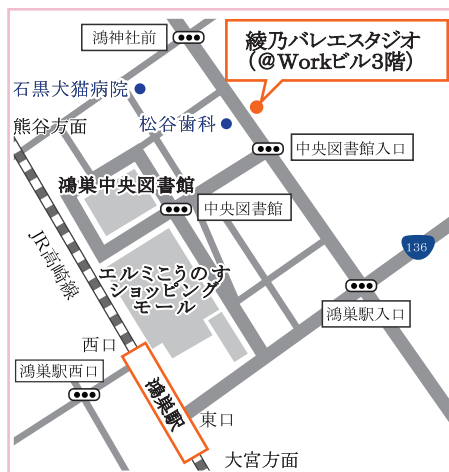 鴻神社前
綾乃バレエスタジオ
（@Workビル3階）
石黒犬猫病院
熊谷方面
松谷歯科
中央図書館入口
鴻巣中央図書館
中央図書館
JR高崎線
エルミこうのす
ショッピング
モール
136
鴻巣駅入口
西口
鴻巣駅西口
鴻巣駅
東口
大宮方面